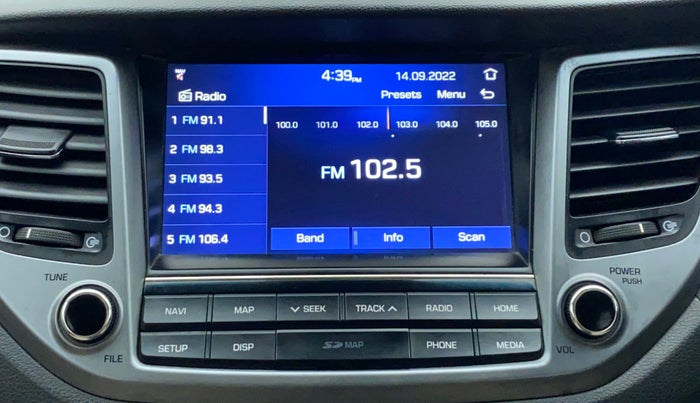 NAV 4:39PM 14.09.2022
Radio Presets Menu
1 FM 91.1
2 FM 98.3
3 FM 93.5
4 FM 94.3
5 FM 106.4
100.0 101.0 102.0 103.0 104.0 105.0
FM 102.5
Band Info Scan
TUNE
FILE
POWER
PUSH
VOL
NAVI MAP SEEK TRACK RADIO HOME
SETUP DISP SD MAP PHONE MEDIA